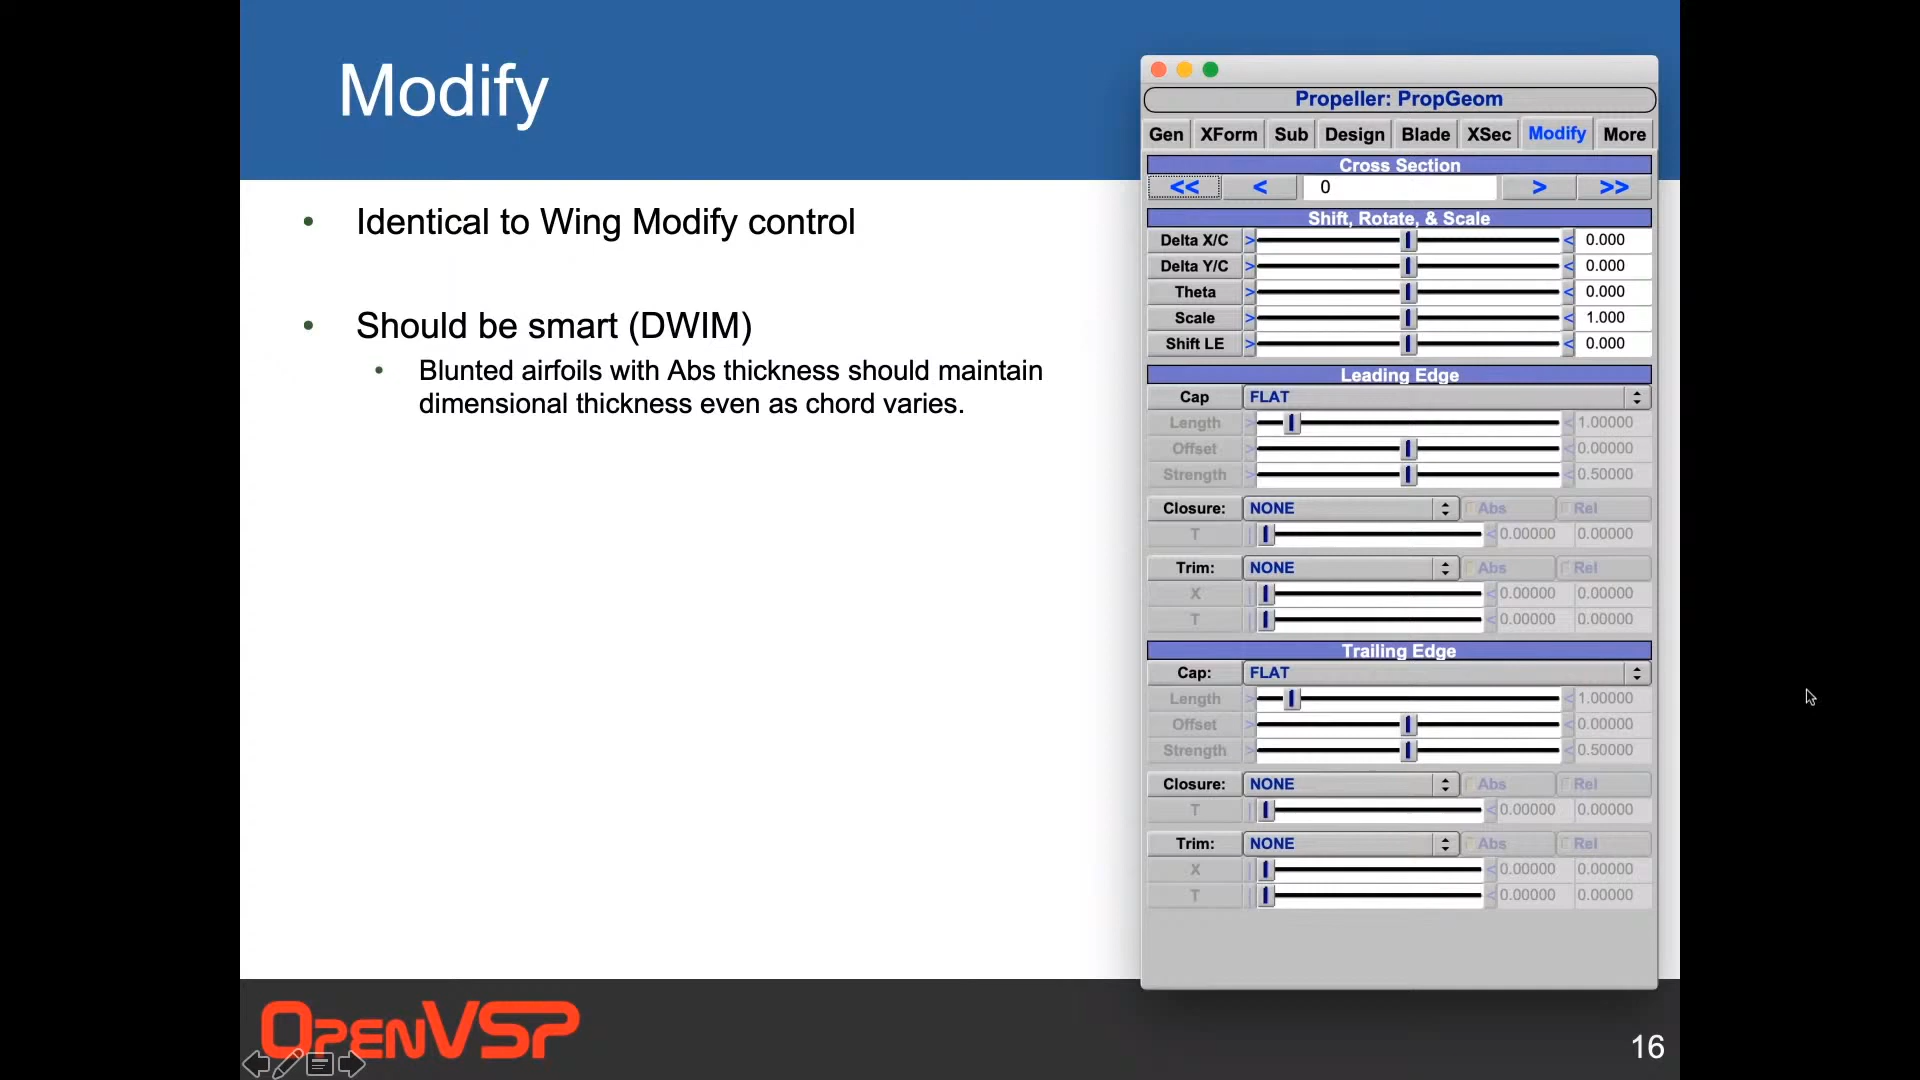 Modify
• Identical to Wing Modify control
• Should be smart (DWIM)
• Blunted airfoils with Abs thickness should maintain
dimensional thickness even as chord varies.
Propeller: PropGeom
Gen XForm Sub Design Blade XSec Modify More
Cross Section
<< < 0 > >>
Shift, Rotate, & Scale
Delta X/C > < 0.000
Delta Y/C > < 0.000
Theta > < 0.000
Scale > < 1.000
Shift LE > < 0.000
Leading Edge
Cap FLAT
Length > < 1.00000
Offset > < 0.00000
Strength > < 0.50000
Closure: NONE Abs Rel
T | < 0.00000 0.00000
Trim: NONE Abs Rel
X | < 0.00000 0.00000
T | < 0.00000 0.00000
Trailing Edge
Cap: FLAT
Length > < 1.00000
Offset > < 0.00000
Strength > < 0.50000
Closure: NONE Abs Rel
T | < 0.00000 0.00000
Trim: NONE Abs Rel
X | < 0.00000 0.00000
T | < 0.00000 0.00000
OpenVSP
16